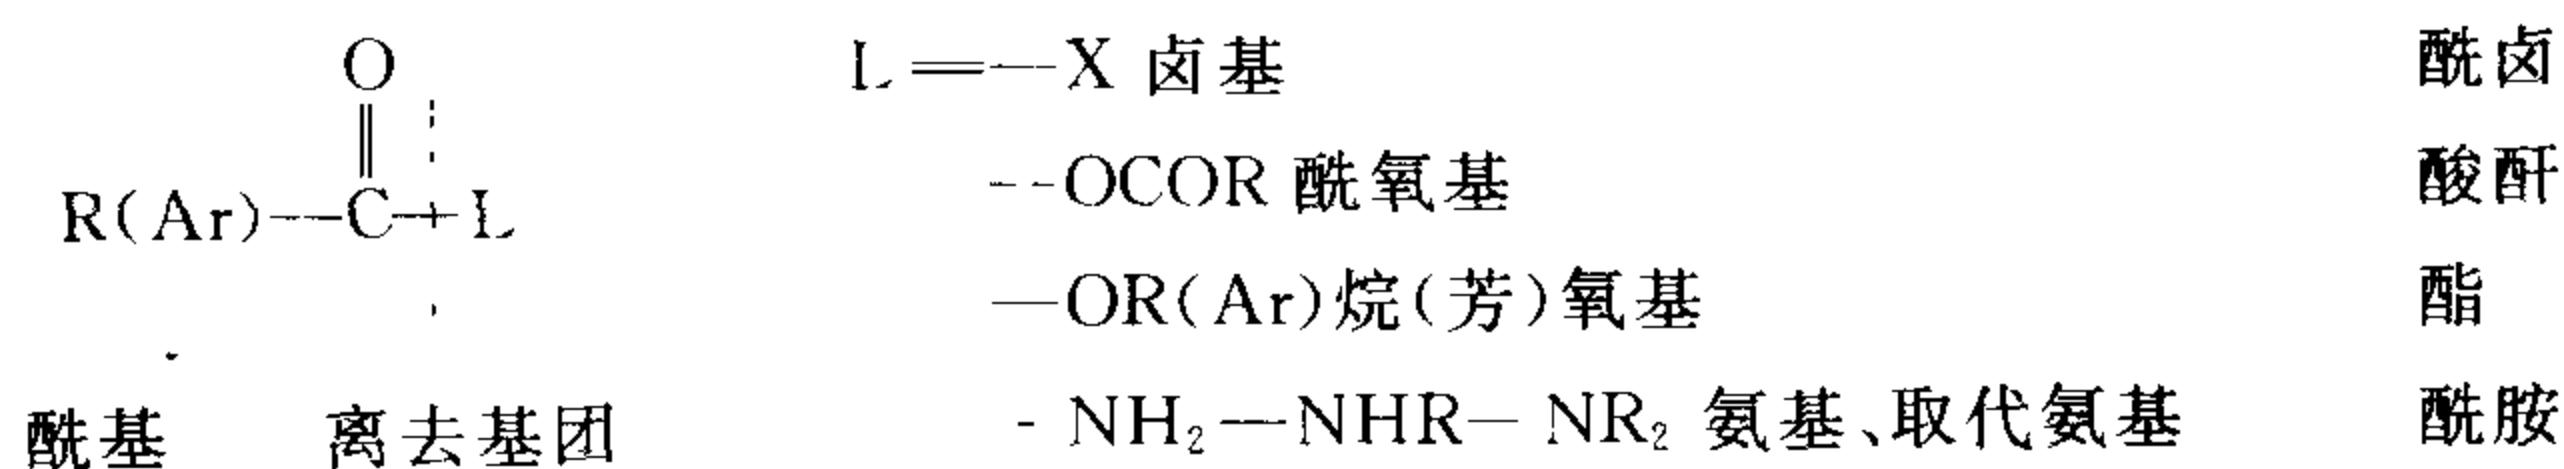 O
‖
R(Ar)—C—L
酰基 离去基团
L=—X 卤基 酰卤
—OCOR 酰氧基 酸酐
—OR(Ar)烷(芳)氧基 酯
-NH₂—NHR—NR₂ 氨基、取代氨基 酰胺